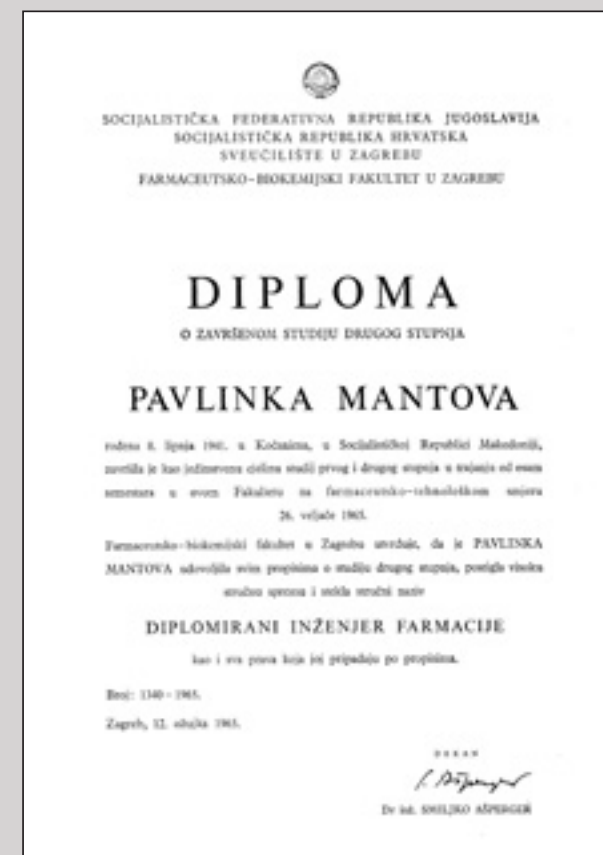 SOCIJALISTIČKA FEDERATIVNA REPUBLIKA JUGOSLAVIJA
SOCIJALISTIČKA REPUBLIKA HRVATSKA
SVEUČILIŠTE U ZAGREBU
FARMACEUTSKO-BIOKEMIJSKI FAKULTET U ZAGREBU
DIPLOMA
O ZAVRŠENOM STUDIJU DRUGOG STUPNJA
PAVLINKA MANTOVA
rođena 8. lipnja 1941. u Kočanima, u Socijalističkoj Republici Makedoniji,
završila je kao jedinstvenu cjelinu studij prvog i drugog stupnja u trajanju od osam
semestara u ovom Fakultetu na farmaceutsko-tehnološkom smjeru
26. veljače 1965.
Farmaceutsko-biokemijski fakultet u Zagrebu utvrđuje, da je PAVLINKA
MANTOVA udovoljila svim propisima o studiju drugog stupnja, postigla visoku
stručnu spremu i stekla stručni naziv
DIPLOMIRANI INŽENJER FARMACIJE
kao i sva prava koja joj pripadaju po propisima.
Broj: 1340-1965.
Zagreb, 12. ožujka 1965.
DEKAN
S. Ašperger
Dr inž. SMILJKO AŠPERGER